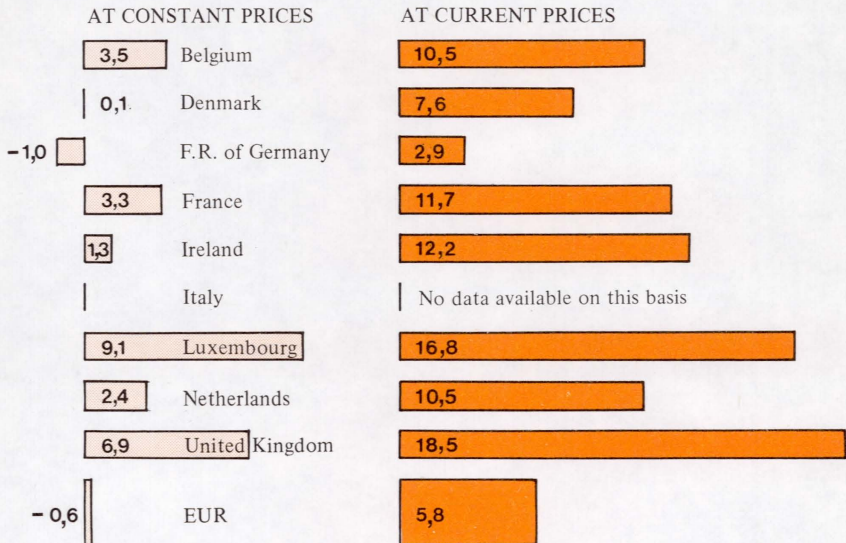 AT CONSTANT PRICES AT CURRENT PRICES
3,5 Belgium 10,5
0,1 Denmark 7,6
-1,0 F.R. of Germany 2,9
3,3 France 11,7
1,3 Ireland 12,2
Italy No data available on this basis
9,1 Luxembourg 16,8
2,4 Netherlands 10,5
6,9 United Kingdom 18,5
- 0,6 EUR 5,8